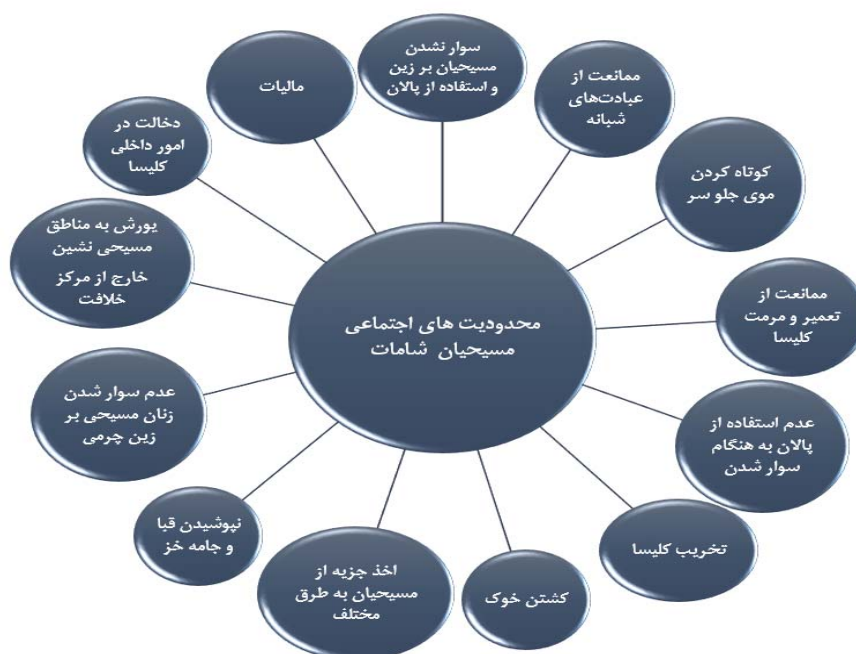 محدودیت های اجتماعی
مسیحیان شامات
سوار نشدن
مسیحیان بر زین
و استفاده از پالان
ممانعت از
عبادت‌های
شبانه
کوتاه کردن
موی جلو سر
ممانعت از
تعمیر و مرمت
کلیسا
عدم استفاده از
پالان به هنگام
سوار شدن
تخریب کلیسا
کشتن خوک
اخذ جزیه از
مسیحیان به طرق
مختلف
نپوشیدن قبا
و جامه خز
عدم سوار شدن
زنان مسیحی بر
زین چرمی
یورش به مناطق
مسیحی نشین
خارج از مرکز
خلافت
دخالت در
امور داخلی
کلیسا
مالیات